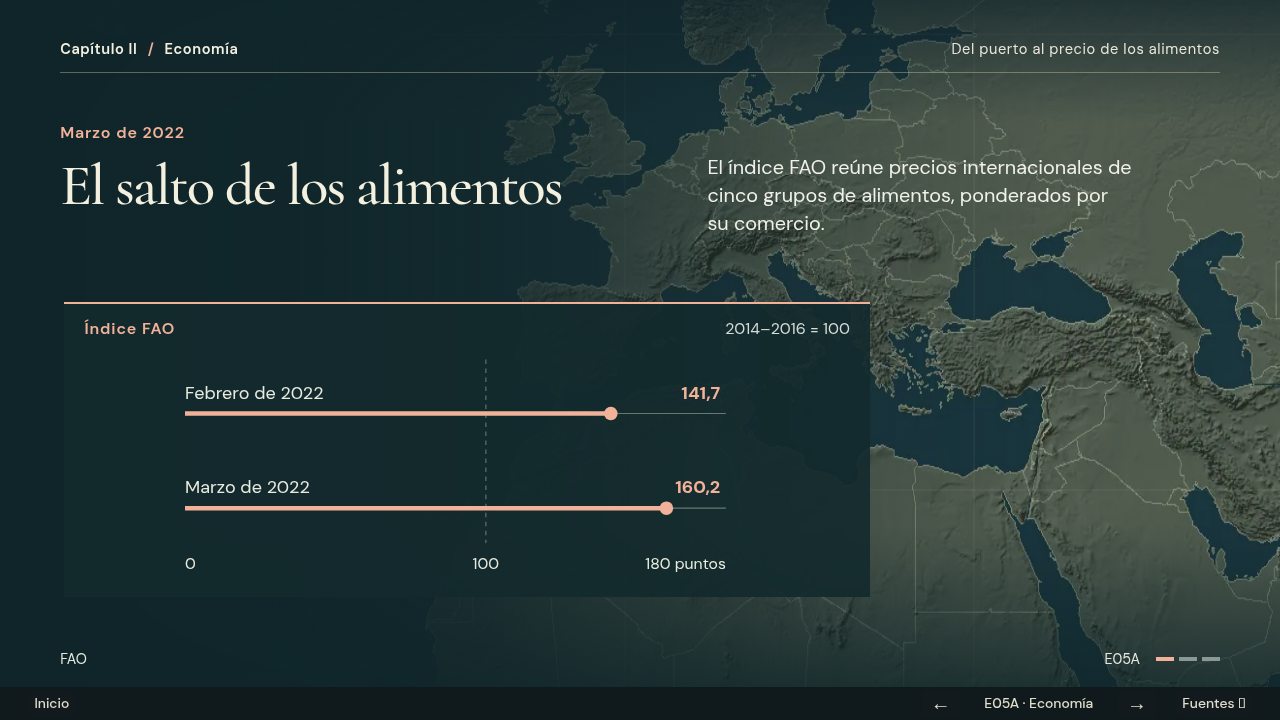 Capítulo II / Economía
Del puerto al precio de los alimentos
Marzo de 2022
El salto de los alimentos
El índice FAO reúne precios internacionales de
cinco grupos de alimentos, ponderados por
su comercio.
Índice FAO
2014–2016 = 100
Febrero de 2022
141,7
Marzo de 2022
160,2
0
100
180 puntos
FAO
E05A
Inicio
←
E05A · Economía
→
Fuentes